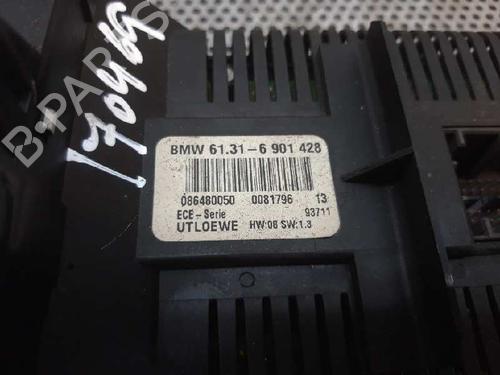 170469
BMW 61.31-6 901 428
086480050 0081796 13
ECE-Serie 93711
UTLOEWE HW:08 SW:1.3
B-PARTS